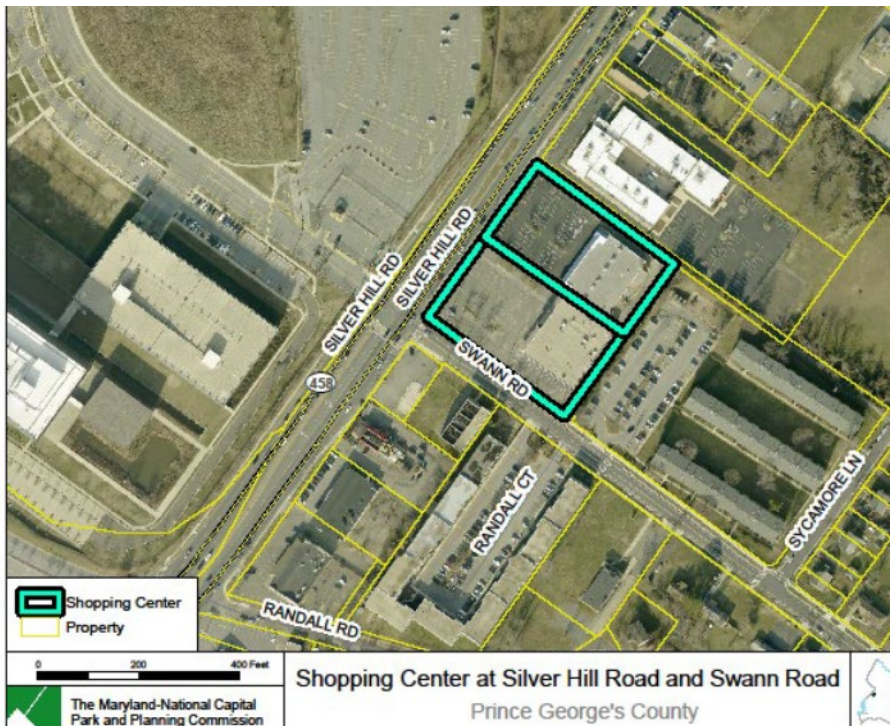 SILVER HILL RD
SILVER HILL RD
458
SWANN RD
RANDALL CT
SYCAMORE LN
RANDALL RD
Shopping Center
Property
0 200 400 Feet
The Maryland-National Capital
Park and Planning Commission
Shopping Center at Silver Hill Road and Swann Road
Prince George's County